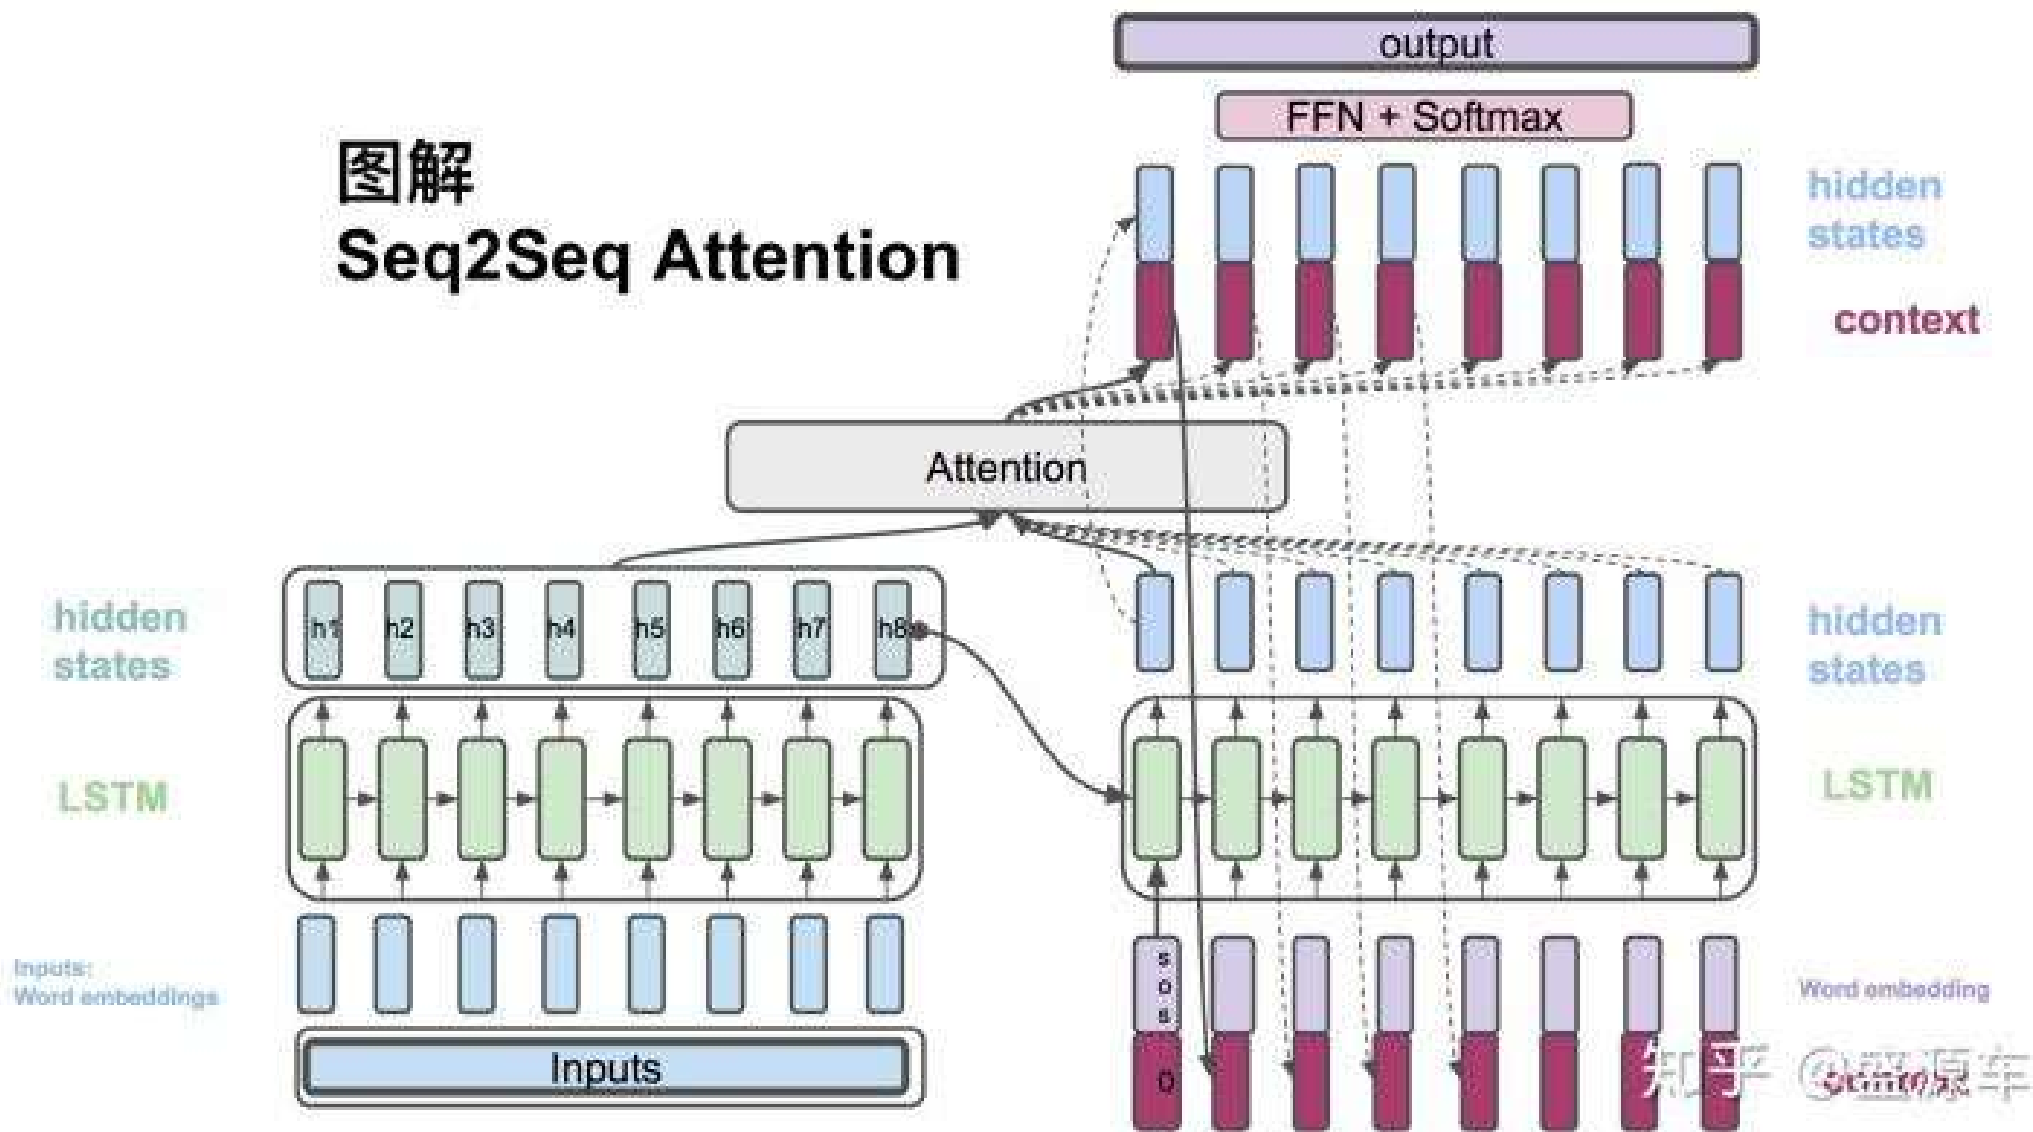 output
FFN + Softmax
图解
Seq2Seq Attention
hidden
states
context
Attention
hidden
states
h1 h2 h3 h4 h5 h6 h7 h8
hidden
states
LSTM
LSTM
Inputs:
Word embeddings
Inputs
s
o
s
0
Word embedding
知乎